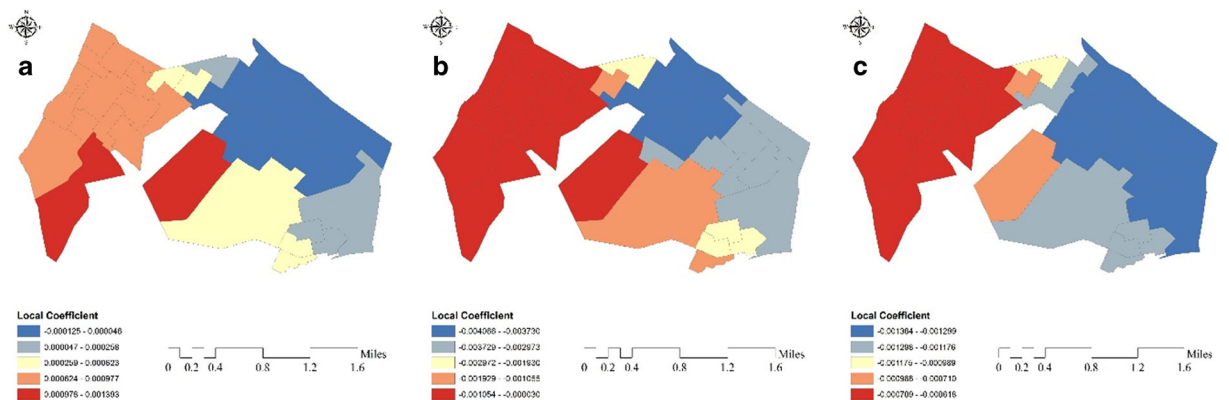 a
b
c
Local Coefficient
-0.000125 - 0.000046
0.000047 - 0.000258
0.000259 - 0.000623
0.000624 - 0.000977
0.000978 - 0.001393
Miles
0 0.2 0.4 0.8 1.2 1.6
Local Coefficient
-0.004066 - -0.003730
-0.003729 - -0.002973
-0.002972 - -0.001930
-0.001929 - -0.001055
-0.001054 - -0.000030
Miles
0 0.2 0.4 0.8 1.2 1.6
Local Coefficient
-0.001364 - -0.001299
-0.001298 - -0.001176
-0.001175 - -0.000989
-0.000988 - -0.000710
-0.000709 - -0.000616
Miles
0 0.2 0.4 0.8 1.2 1.6